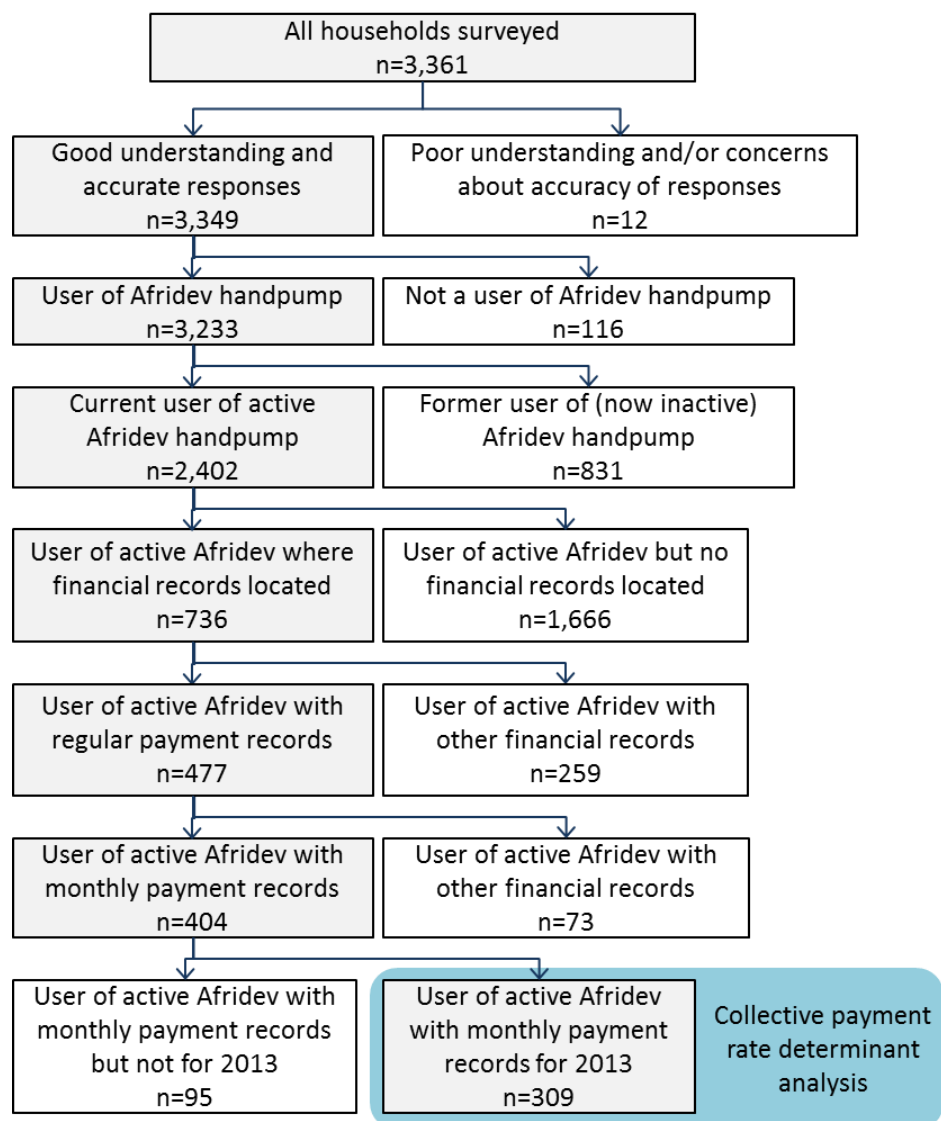 All households surveyed
n=3,361
Good understanding and
accurate responses
n=3,349
Poor understanding and/or concerns
about accuracy of responses
n=12
User of Afridev handpump
n=3,233
Not a user of Afridev handpump
n=116
Current user of active
Afridev handpump
n=2,402
Former user of (now inactive)
Afridev handpump
n=831
User of active Afridev where
financial records located
n=736
User of active Afridev but no
financial records located
n=1,666
User of active Afridev with
regular payment records
n=477
User of active Afridev with
other financial records
n=259
User of active Afridev with
monthly payment records
n=404
User of active Afridev with
other financial records
n=73
User of active Afridev with
monthly payment records
but not for 2013
n=95
User of active Afridev
with monthly payment
records for 2013
n=309
Collective payment
rate determinant
analysis